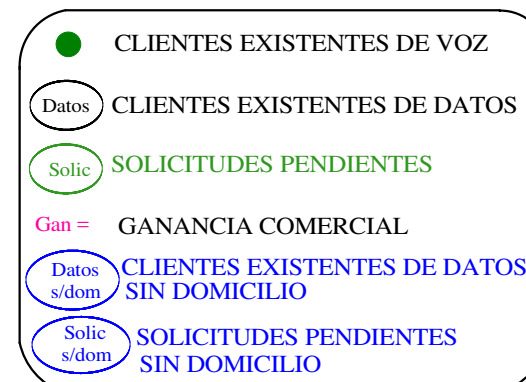 CLIENTES EXISTENTES DE VOZ
Datos CLIENTES EXISTENTES DE DATOS
Solic SOLICITUDES PENDIENTES
Gan = GANANCIA COMERCIAL
Datos s/dom CLIENTES EXISTENTES DE DATOS
SIN DOMICILIO
Solic s/dom SOLICITUDES PENDIENTES
SIN DOMICILIO